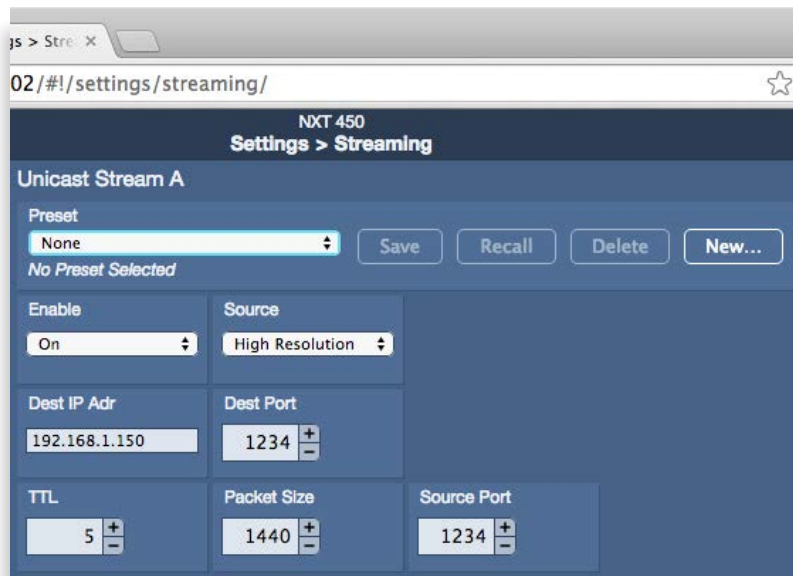 gs > Stre ×
02/#!/settings/streaming/
NXT 450
Settings > Streaming
Unicast Stream A
Preset
None Save Recall Delete New...
No Preset Selected
Enable Source
On High Resolution
Dest IP Adr Dest Port
192.168.1.150 1234 + −
TTL Packet Size Source Port
5 + − 1440 + − 1234 + −